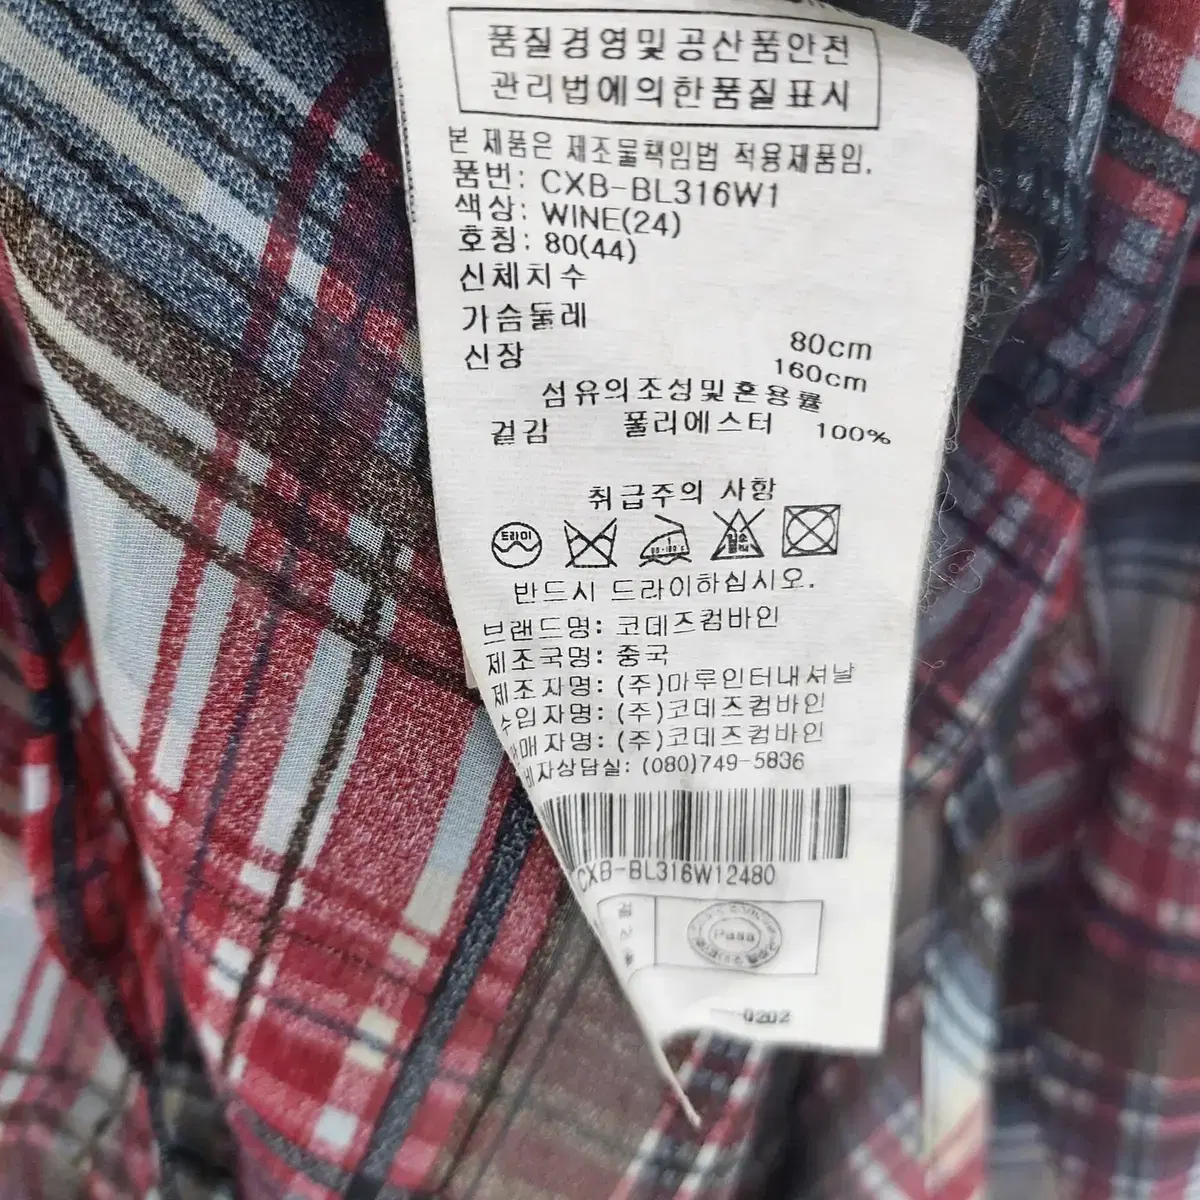 품질경영및공산품안전
관리법에의한품질표시
본 제품은 제조물책임법 적용제품임.
품번: CXB-BL316W1
색상: WINE(24)
호칭: 80(44)
신체치수
가슴둘레 80cm
신장 160cm
섬유의조성및혼용률
겉감 폴리에스터 100%
취급주의 사항
드라이
반드시 드라이하십시오.
브랜드명: 코데즈컴바인
제조국명: 중국
제조자명: (주)마루인터내셔날
수입자명: (주)코데즈컴바인
매자명: (주)코데즈컴바인
자상담실: (080)749-5836
CXB-BL316W12480
Pass
0202